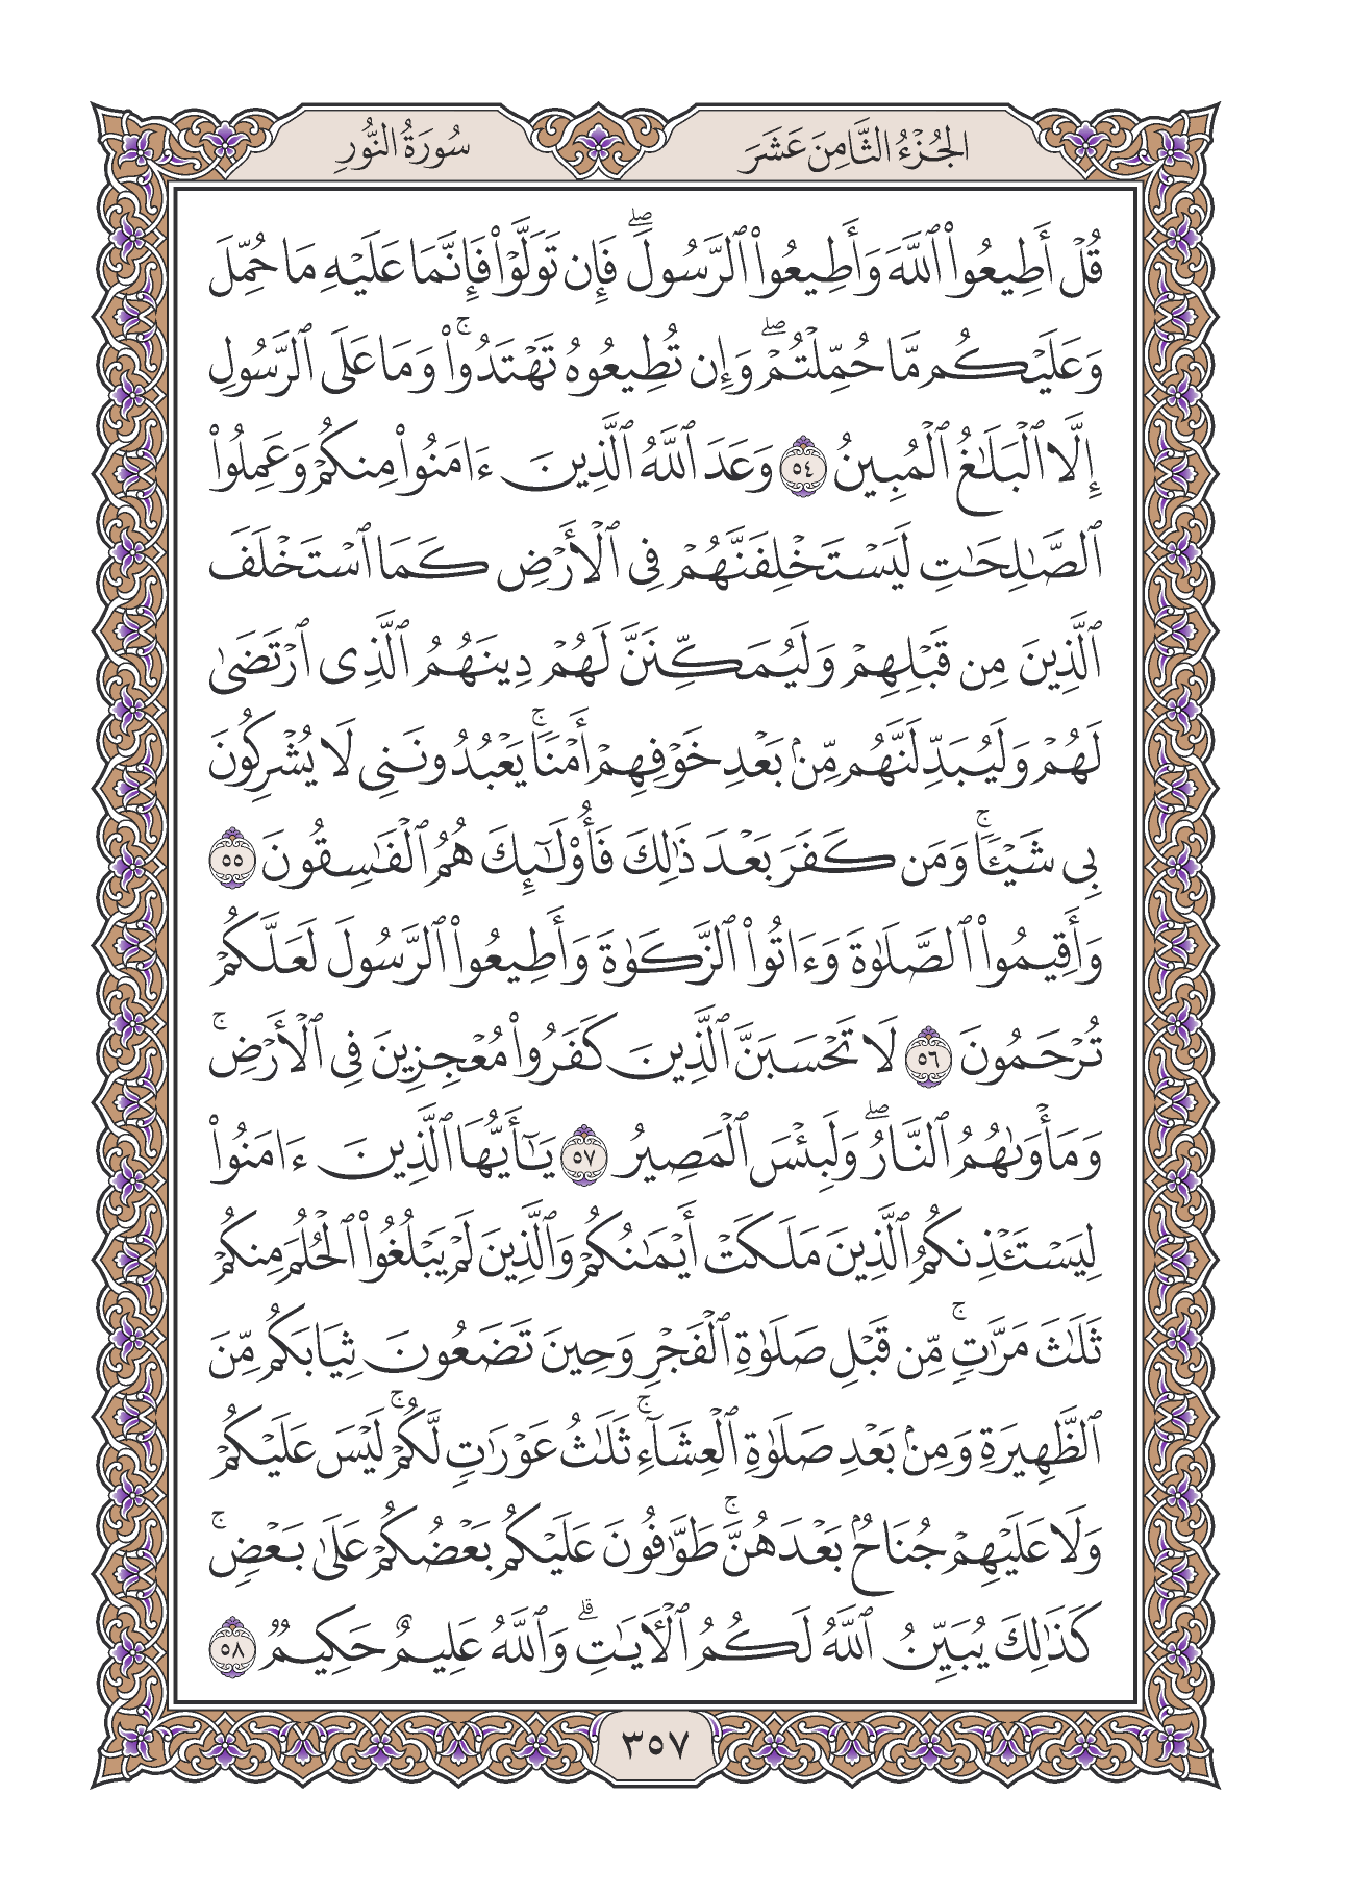 الجُزْءُ الثَّامِنَ عَشَرَ
سُورَةُ النُّورِ
قُلْ أَطِيعُوا۟ ٱللَّهَ وَأَطِيعُوا۟ ٱلرَّسُولَ ۖ فَإِن تَوَلَّوْا۟ فَإِنَّمَا عَلَيْهِ مَا حُمِّلَ
وَعَلَيْكُم مَّا حُمِّلْتُمْ ۖ وَإِن تُطِيعُوهُ تَهْتَدُوا۟ ۚ وَمَا عَلَى ٱلرَّسُولِ
إِلَّا ٱلْبَلَـٰغُ ٱلْمُبِينُ ٥٤ وَعَدَ ٱللَّهُ ٱلَّذِينَ ءَامَنُوا۟ مِنكُمْ وَعَمِلُوا۟
ٱلصَّـٰلِحَـٰتِ لَيَسْتَخْلِفَنَّهُمْ فِى ٱلْأَرْضِ كَمَا ٱسْتَخْلَفَ
ٱلَّذِينَ مِن قَبْلِهِمْ وَلَيُمَكِّنَنَّ لَهُمْ دِينَهُمُ ٱلَّذِى ٱرْتَضَىٰ
لَهُمْ وَلَيُبَدِّلَنَّهُم مِّنۢ بَعْدِ خَوْفِهِمْ أَمْنًا ۚ يَعْبُدُونَنِى لَا يُشْرِكُونَ
بِى شَيْـًٔا ۚ وَمَن كَفَرَ بَعْدَ ذَٰلِكَ فَأُو۟لَـٰٓئِكَ هُمُ ٱلْفَـٰسِقُونَ ٥٥
وَأَقِيمُوا۟ ٱلصَّلَوٰةَ وَءَاتُوا۟ ٱلزَّكَوٰةَ وَأَطِيعُوا۟ ٱلرَّسُولَ لَعَلَّكُمْ
تُرْحَمُونَ ٥٦ لَا تَحْسَبَنَّ ٱلَّذِينَ كَفَرُوا۟ مُعْجِزِينَ فِى ٱلْأَرْضِ ۚ
وَمَأْوَىٰهُمُ ٱلنَّارُ ۖ وَلَبِئْسَ ٱلْمَصِيرُ ٥٧ يَـٰٓأَيُّهَا ٱلَّذِينَ ءَامَنُوا۟
لِيَسْتَـْٔذِنكُمُ ٱلَّذِينَ مَلَكَتْ أَيْمَـٰنُكُمْ وَٱلَّذِينَ لَمْ يَبْلُغُوا۟ ٱلْحُلُمَ مِنكُمْ
ثَلَـٰثَ مَرَّٰتٍ ۚ مِّن قَبْلِ صَلَوٰةِ ٱلْفَجْرِ وَحِينَ تَضَعُونَ ثِيَابَكُم مِّنَ
ٱلظَّهِيرَةِ وَمِنۢ بَعْدِ صَلَوٰةِ ٱلْعِشَآءِ ۚ ثَلَـٰثُ عَوْرَٰتٍ لَّكُمْ ۚ لَيْسَ عَلَيْكُمْ
وَلَا عَلَيْهِمْ جُنَاحٌۢ بَعْدَهُنَّ ۚ طَوَّٰفُونَ عَلَيْكُم بَعْضُكُمْ عَلَىٰ بَعْضٍ ۚ
كَذَٰلِكَ يُبَيِّنُ ٱللَّهُ لَكُمُ ٱلْـَٔايَـٰتِ ۗ وَٱللَّهُ عَلِيمٌ حَكِيمٌ ٥٨
٣٥٧